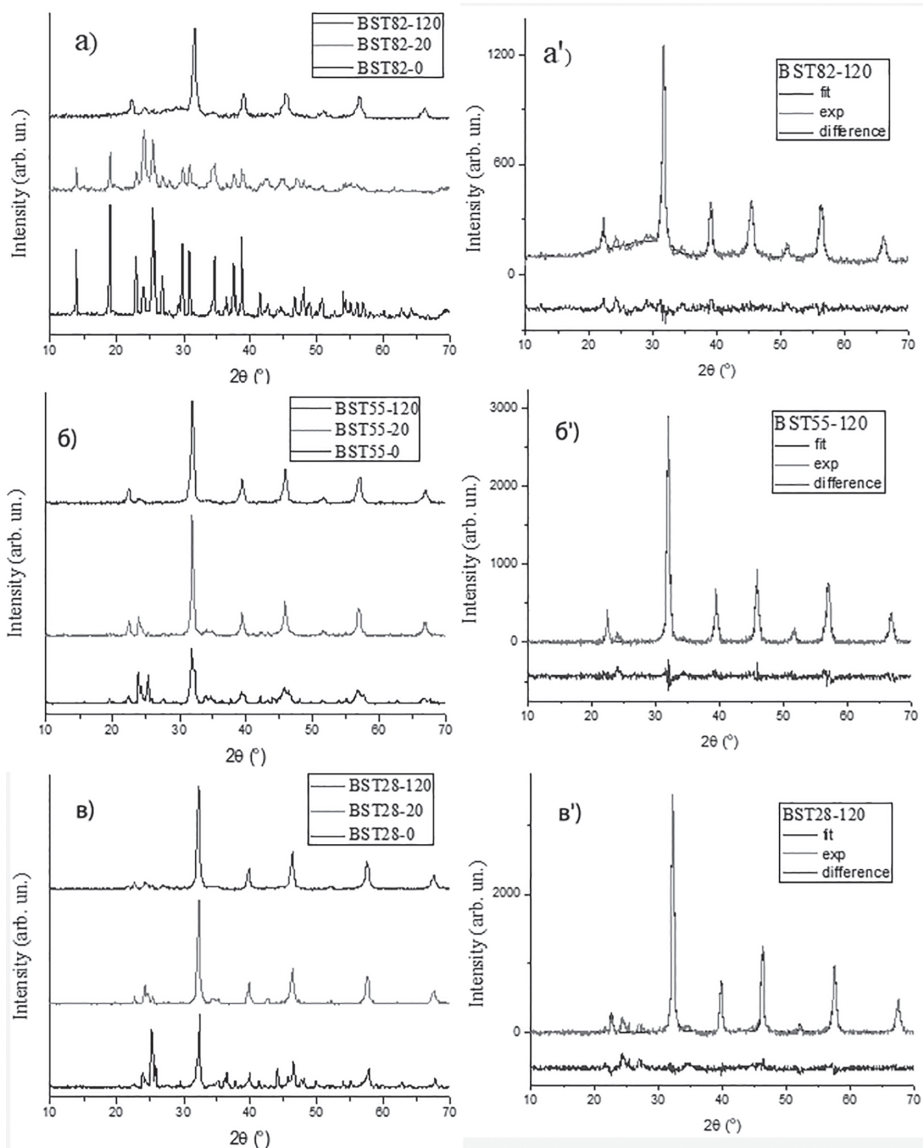 а)
BST82-120
BST82-20
BST82-0
Intensity (arb. un.)
10 20 30 40 50 60 70
2θ (°)
а')
BST82-120
fit
exp
difference
1200
600
0
Intensity (arb. un.)
10 20 30 40 50 60 70
2θ (°)
б)
BST55-120
BST55-20
BST55-0
Intensity (arb. un.)
10 20 30 40 50 60 70
2θ (°)
б')
BST55-120
fit
exp
difference
3000
2000
1000
0
Intensity (arb. un.)
10 20 30 40 50 60 70
2θ (°)
в)
BST28-120
BST28-20
BST28-0
Intensity (arb. un.)
10 20 30 40 50 60 70
2θ (°)
в')
BST28-120
fit
exp
difference
2000
0
Intensity (arb. un.)
10 20 30 40 50 60 70
2θ (°)